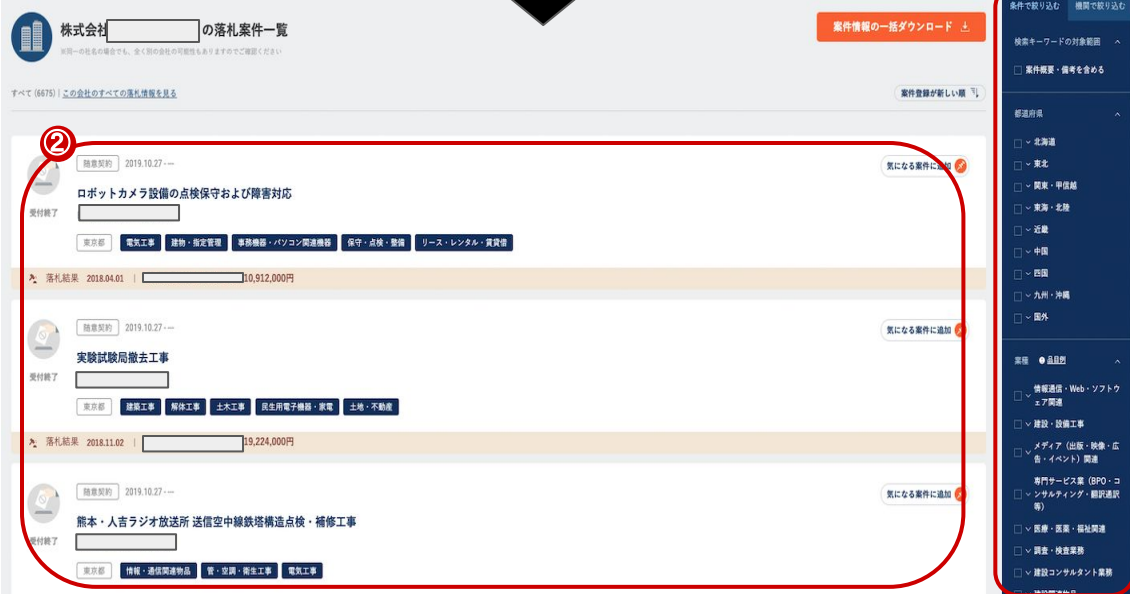 株式会社
の落札案件一覧
※同一の社名の場合でも、全く別の会社の可能性もありますのでご確認ください
案件情報の一括ダウンロード
すべて (6675) | この会社のすべての落札情報を見る
案件登録が新しい順
②
随意契約 2019.10.27 - ---
気になる案件に追加
ロボットカメラ設備の点検保守および障害対応
受付終了
東京都 電気工事 建物・指定管理 事務機器・パソコン関連機器 保守・点検・整備 リース・レンタル・賃貸借
落札結果 2018.04.01 | 10,912,000円
随意契約 2019.10.27 - ---
気になる案件に追加
実験試験局撤去工事
受付終了
東京都 建築工事 解体工事 土木工事 民生用電子機器・家電 土地・不動産
落札結果 2018.11.02 | 19,224,000円
随意契約 2019.10.27 - ---
気になる案件に追加
熊本・人吉ラジオ放送所 送信空中線鉄塔構造点検・補修工事
受付終了
東京都 情報・通信関連物品 管・空調・衛生工事 電気工事
条件で絞り込む 機関で絞り込む
検索キーワードの対象範囲
案件概要・備考を含める
都道府県
北海道
東北
関東・甲信越
東海・北陸
近畿
中国
四国
九州・沖縄
国外
業種 品目例
情報通信・Web・ソフトウ
ェア関連
建設・設備工事
メディア（出版・映像・広
告・イベント）関連
専門サービス業（BPO・コ
ンサルティング・翻訳通訳
等）
医療・医薬・福祉関連
調査・検査業務
建設コンサルタント業務